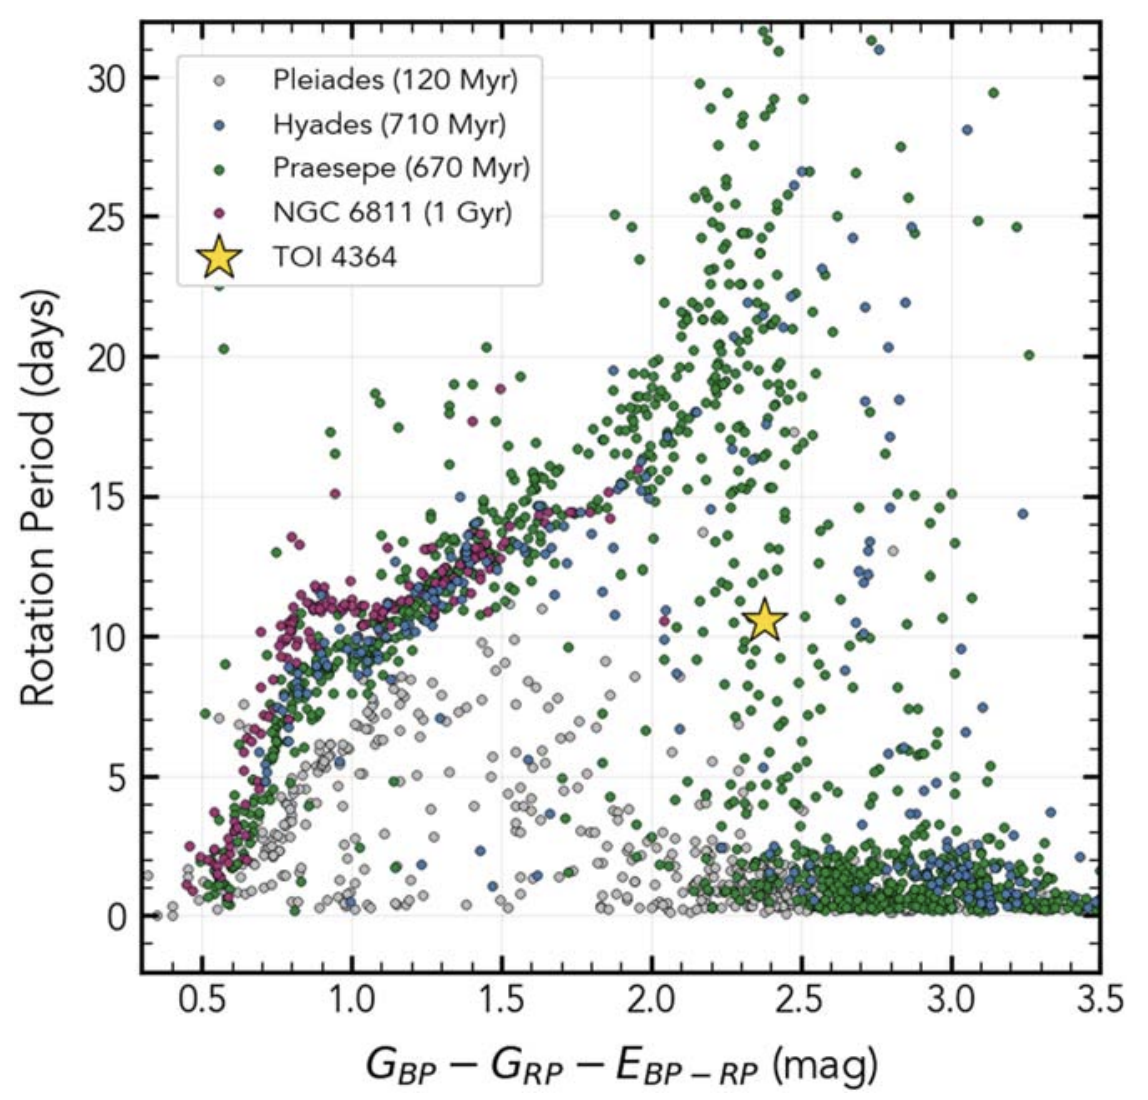 Pleiades (120 Myr)
Hyades (710 Myr)
Praesepe (670 Myr)
NGC 6811 (1 Gyr)
TOI 4364
Rotation Period (days)
30
25
20
15
10
5
0
0.5 1.0 1.5 2.0 2.5 3.0 3.5
G_BP − G_RP − E_BP − RP (mag)